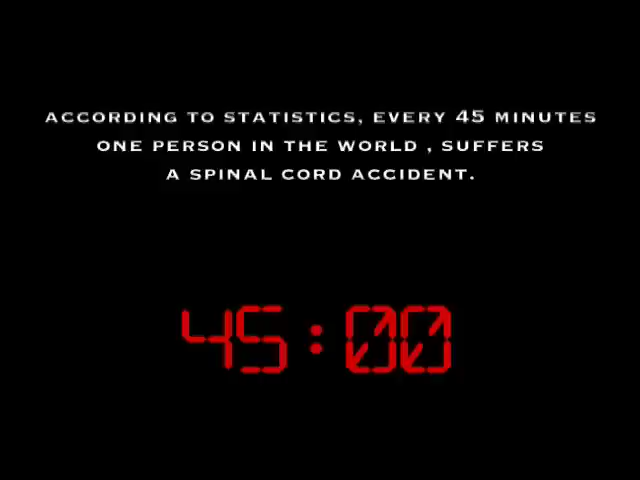 ACCORDING TO STATISTICS, EVERY 45 MINUTES
ONE PERSON IN THE WORLD , SUFFERS
A SPINAL CORD ACCIDENT.
45:00